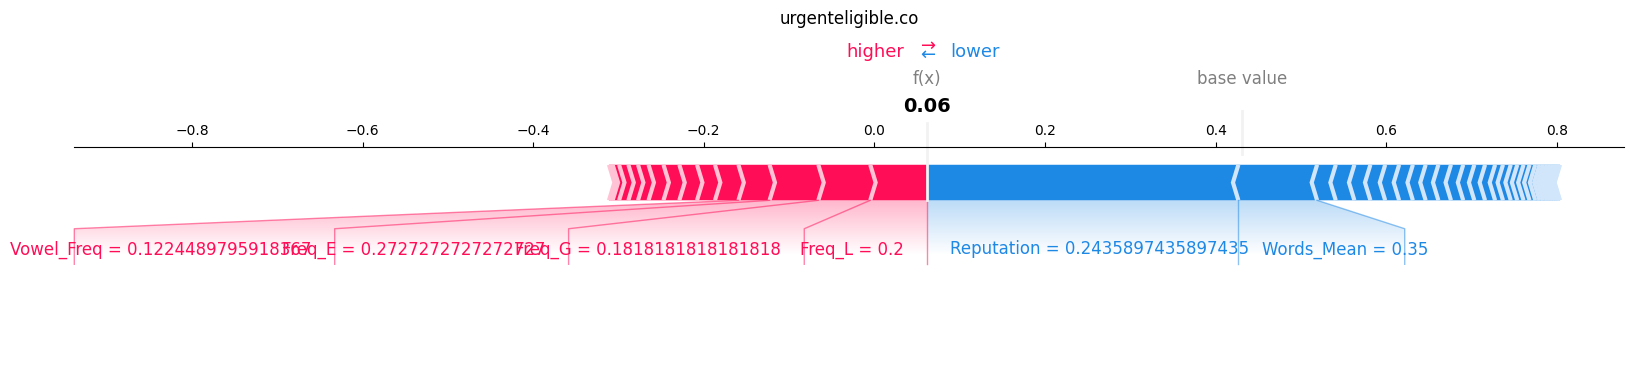 urgenteligible.co
higher → ← lower
f(x) base value
0.06
−0.8 −0.6 −0.4 −0.2 0.0 0.2 0.4 0.6 0.8
Vowel_Freq = 0.1224489795918367 Freq_E = 0.2727272727272727 Freq_G = 0.1818181818181818 Freq_L = 0.2 Reputation = 0.2435897435897435 Words_Mean = 0.35